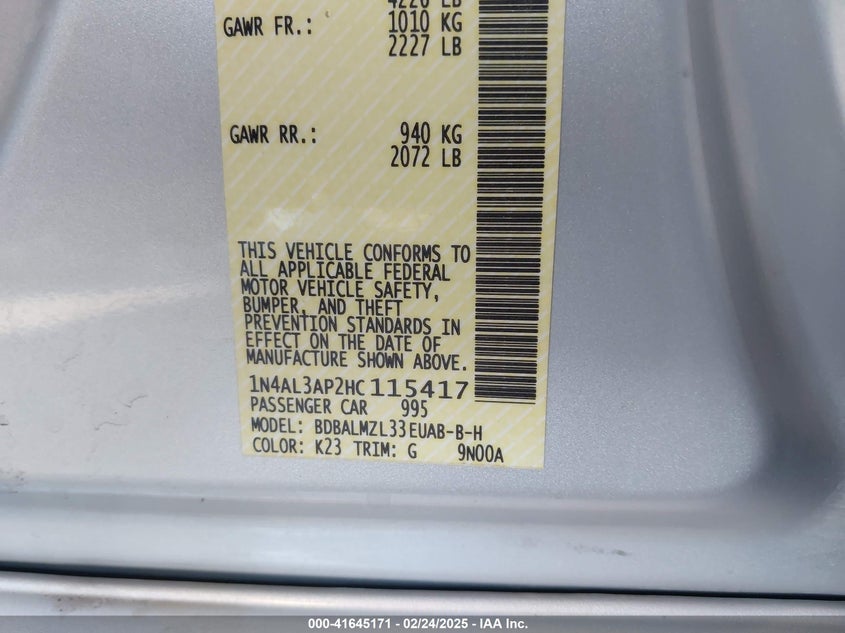 4226 LB
GAWR FR.: 1010 KG
2227 LB
GAWR RR.: 940 KG
2072 LB
THIS VEHICLE CONFORMS TO
ALL APPLICABLE FEDERAL
MOTOR VEHICLE SAFETY,
BUMPER, AND THEFT
PREVENTION STANDARDS IN
EFFECT ON THE DATE OF
MANUFACTURE SHOWN ABOVE.
1N4AL3AP2HC115417
PASSENGER CAR 995
MODEL: BDBALMZL33EUAB-B-H
COLOR: K23 TRIM: G 9N00A
000-41645171 - 02/24/2025 - IAA Inc.